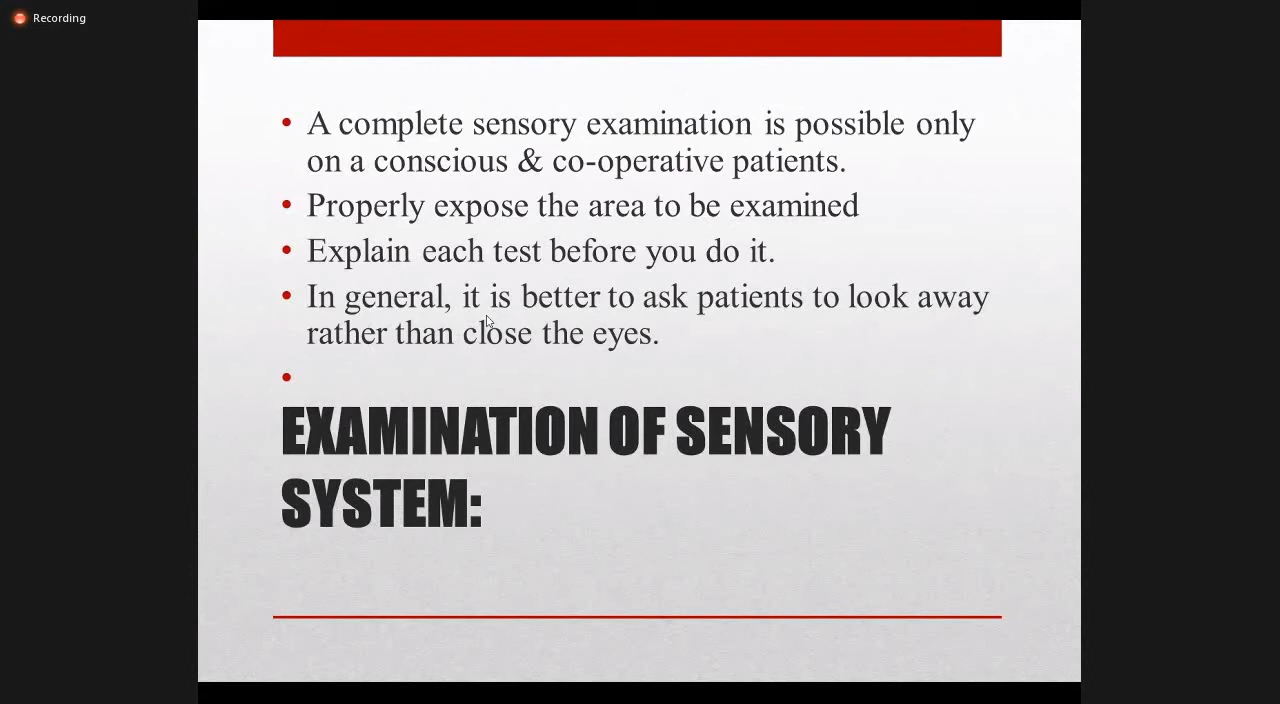 Recording
• A complete sensory examination is possible only
on a conscious & co-operative patients.
• Properly expose the area to be examined
• Explain each test before you do it.
• In general, it is better to ask patients to look away
rather than close the eyes.
•
EXAMINATION OF SENSORY
SYSTEM: